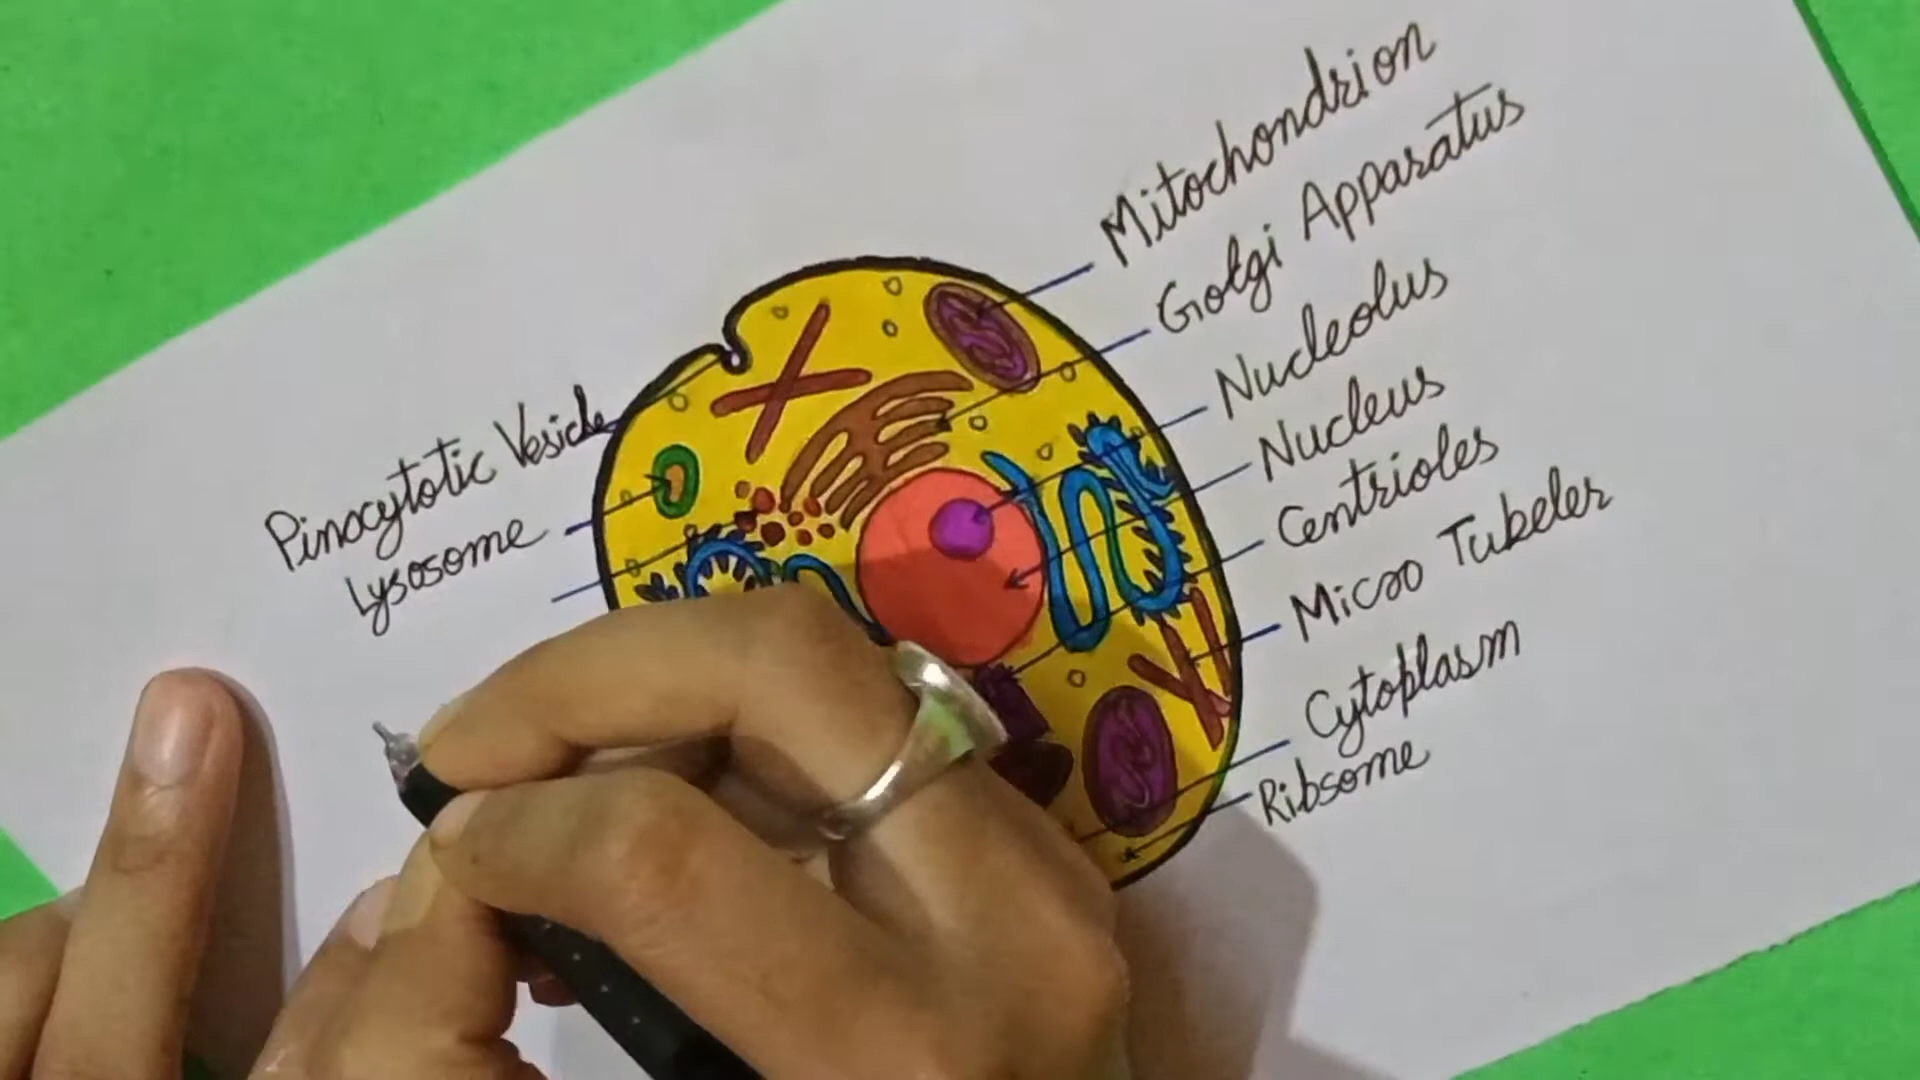 Mitochondrion
Golgi Apparatus
Nucleolus
Nucleus
Centrioles
Micro Tubeler
Cytoplasm
Ribsome
Pinocytotic Vesicle
Lysosome